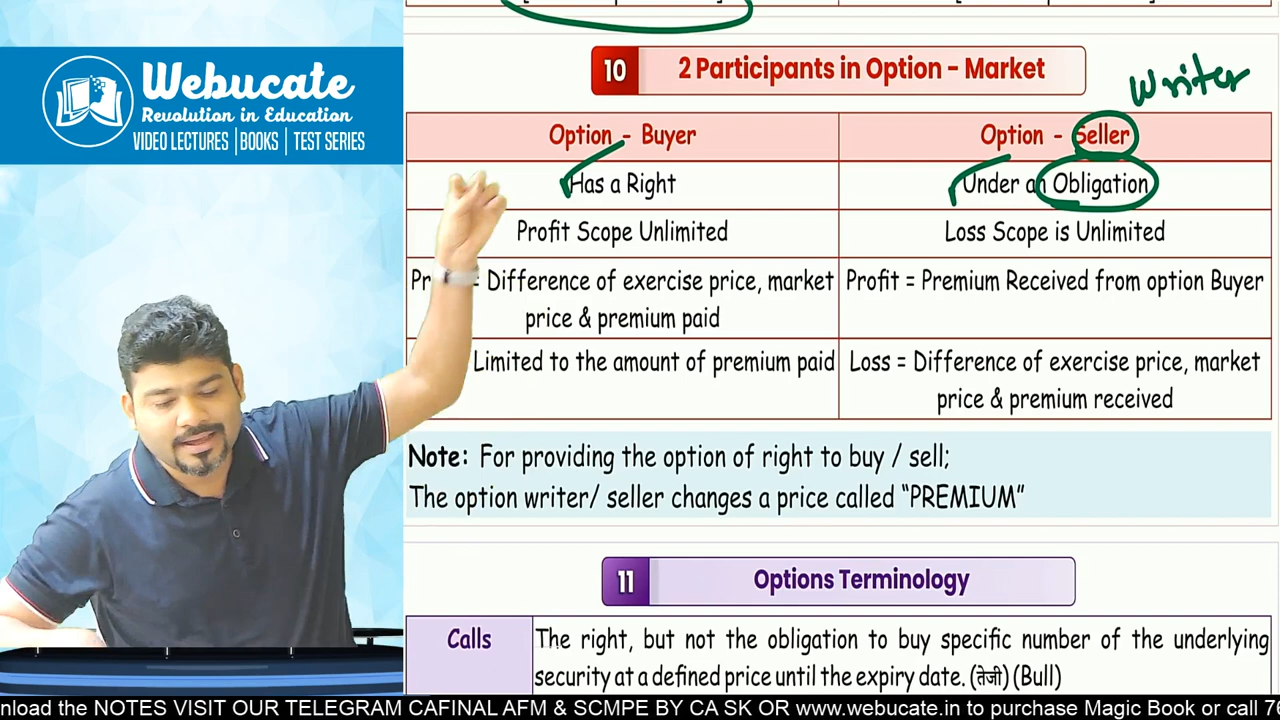 Webucate
Revolution in Education
VIDEO LECTURES | BOOKS | TEST SERIES
10 2 Participants in Option - Market
Writer
Option - Buyer Option - Seller
Has a Right Under an Obligation
Profit Scope Unlimited Loss Scope is Unlimited
= Difference of exercise price, market Profit = Premium Received from option Buyer
price & premium paid
Limited to the amount of premium paid Loss = Difference of exercise price, market
price & premium received
Note: For providing the option of right to buy / sell;
The option writer/ seller changes a price called "PREMIUM"
11 Options Terminology
Calls The right, but not the obligation to buy specific number of the underlying
security at a defined price until the expiry date. (तेजी) (Bull)
the NOTES VISIT OUR TELEGRAM CAFINAL AFM & SCMPE BY CA SK OR www.webucate.in to purchase Magic Book or call